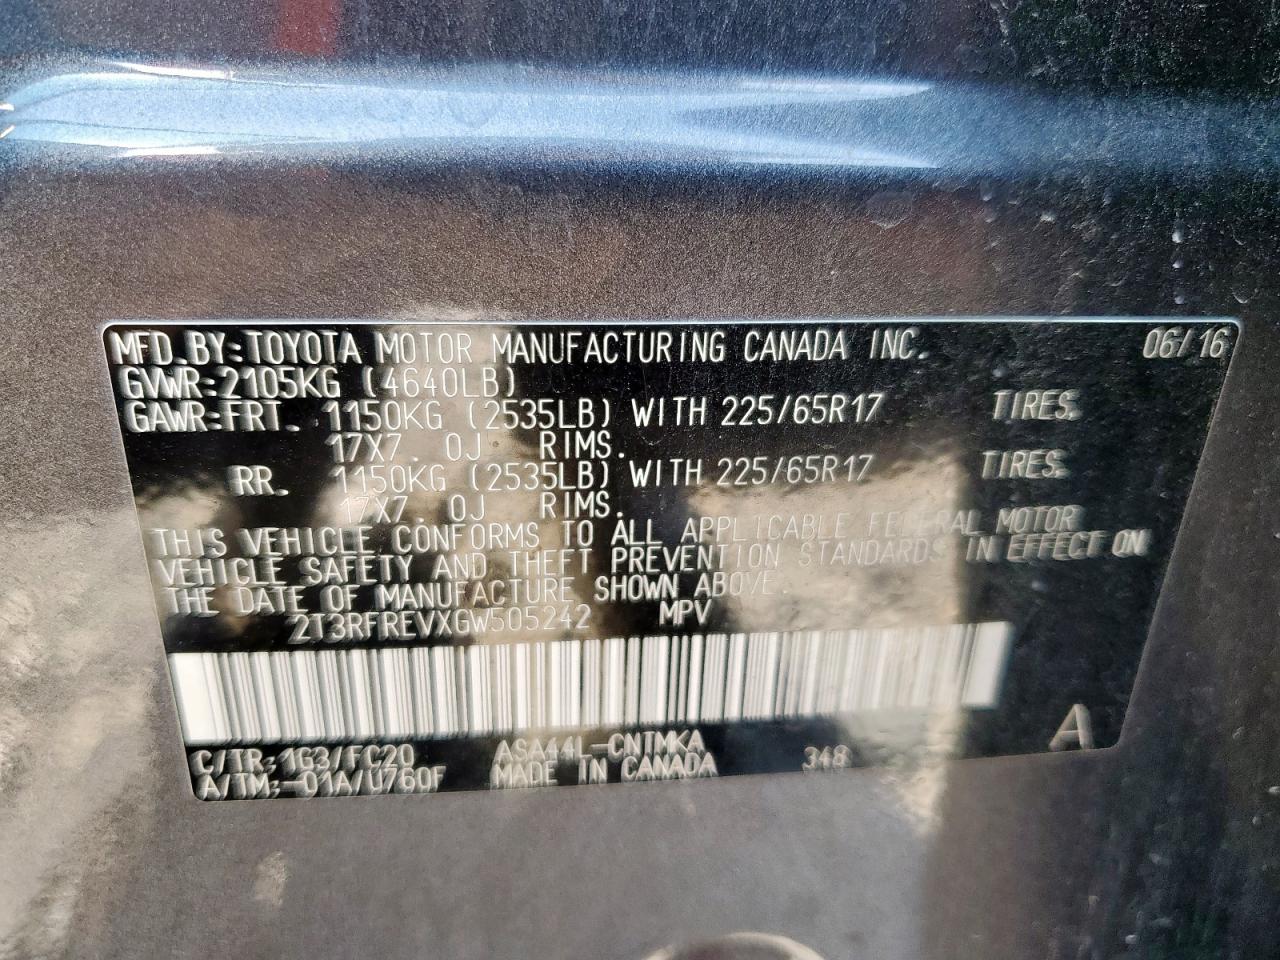 MFD. BY: TOYOTA MOTOR MANUFACTURING CANADA INC. 06/16
GVWR: 2105KG (4640LB)
GAWR: FRT. 1150KG (2535LB) WITH 225/65R17 TIRES.
17X7. 0J RIMS.
RR. 1150KG (2535LB) WITH 225/65R17 TIRES.
17X7. 0J RIMS.
THIS VEHICLE CONFORMS TO ALL APPLICABLE FEDERAL MOTOR
VEHICLE SAFETY AND THEFT PREVENTION STANDARDS IN EFFECT ON
THE DATE OF MANUFACTURE SHOWN ABOVE.
2T3RFREVXGW505242 MPV
C/TR: 1G3/FC20 ASA44L-CNTMKA 348 A
A/TM: -01A/U760F MADE IN CANADA